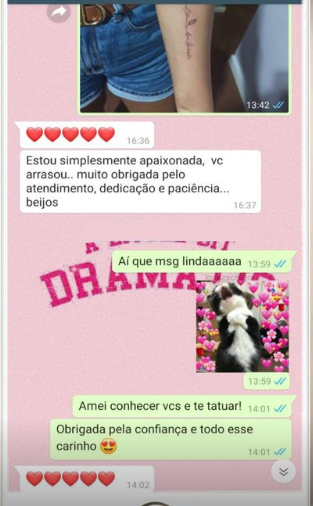 13:42
❤️❤️❤️❤️❤️
16:36
Estou simplesmente apaixonada, vc
arrasou.. muito obrigada pelo
atendimento, dedicação e paciência...
beijos
16:37
Aí que msg lindaaaaaa 13:59
DRAMA
13:59
Amei conhecer vcs e te tatuar! 14:01
Obrigada pela confiança e todo esse
carinho 😍
14:01
❤️❤️❤️❤️❤️
14:02